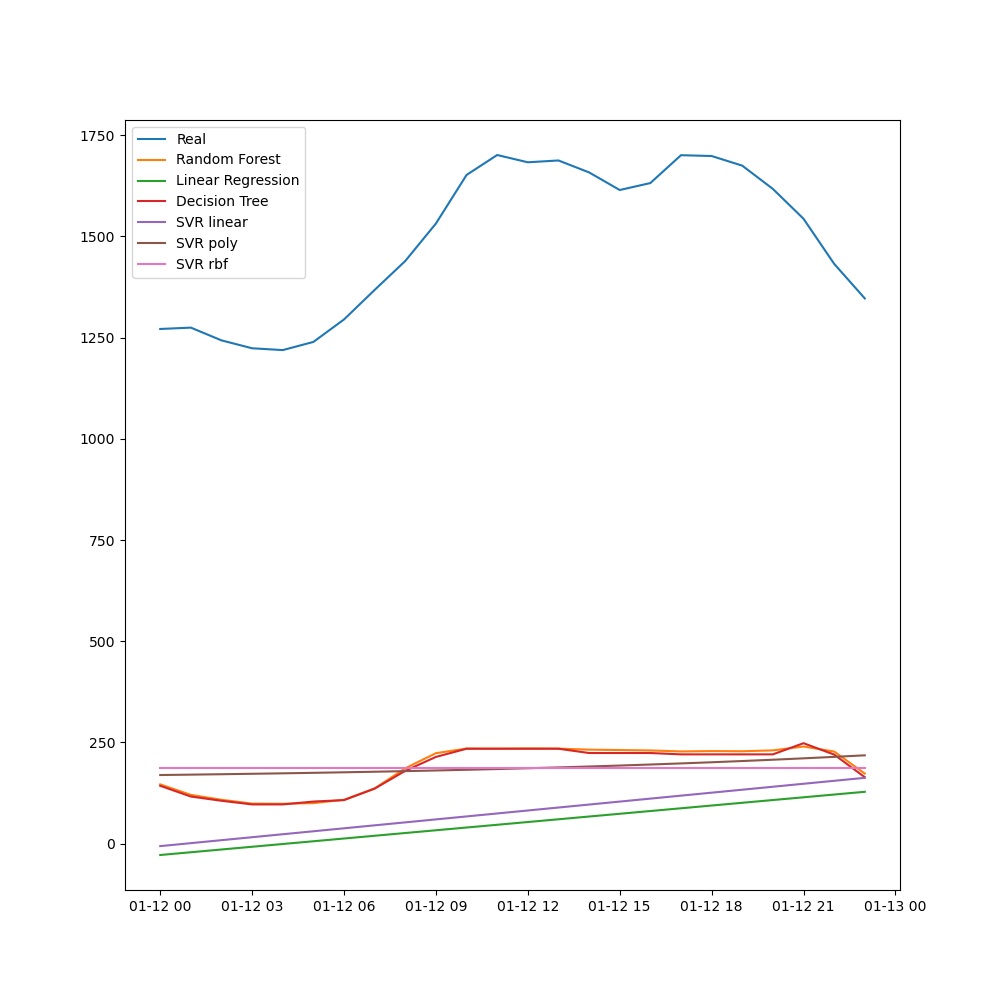 1750
1500
1250
1000
750
500
250
0
Real
Random Forest
Linear Regression
Decision Tree
SVR linear
SVR poly
SVR rbf
01-12 00 01-12 03 01-12 06 01-12 09 01-12 12 01-12 15 01-12 18 01-12 21 01-13 00